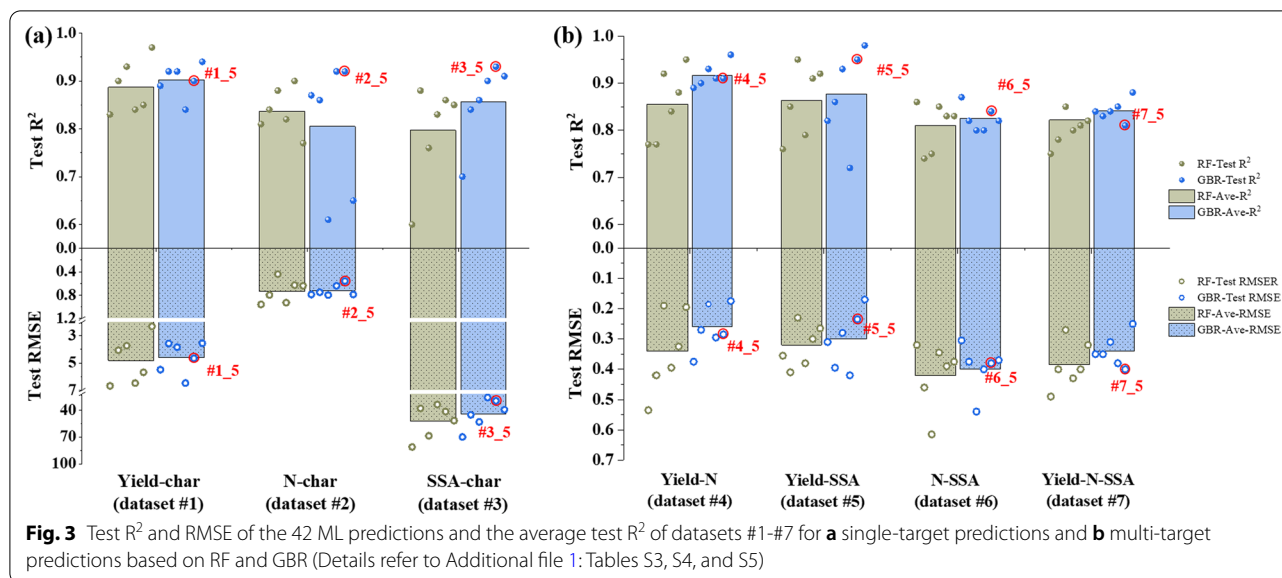 (a)
1.0
0.9
0.8
0.6
0.0
0.4
0.8
1.2
3
5
7
40
70
100
Test R²
Test RMSE
#1_5
#2_5
#3_5
#1_5
#2_5
#3_5
Yield-char
(dataset #1)
N-char
(dataset #2)
SSA-char
(dataset #3)
(b)
1.0
0.9
0.8
0.6
0.0
0.1
0.2
0.3
0.4
0.5
0.6
0.7
Test R²
Test RMSE
#4_5
#5_5
#6_5
#7_5
#4_5
#5_5
#6_5
#7_5
Yield-N
(dataset #4)
Yield-SSA
(dataset #5)
N-SSA
(dataset #6)
Yield-N-SSA
(dataset #7)
RF-Test R²
GBR-Test R²
RF-Ave-R²
GBR-Ave-R²
RF-Test RMSER
GBR-Test RMSE
RF-Ave-RMSE
GBR-Ave-RMSE
Fig. 3 Test R² and RMSE of the 42 ML predictions and the average test R² of datasets #1-#7 for a single-target predictions and b multi-target
predictions based on RF and GBR (Details refer to Additional file 1: Tables S3, S4, and S5)